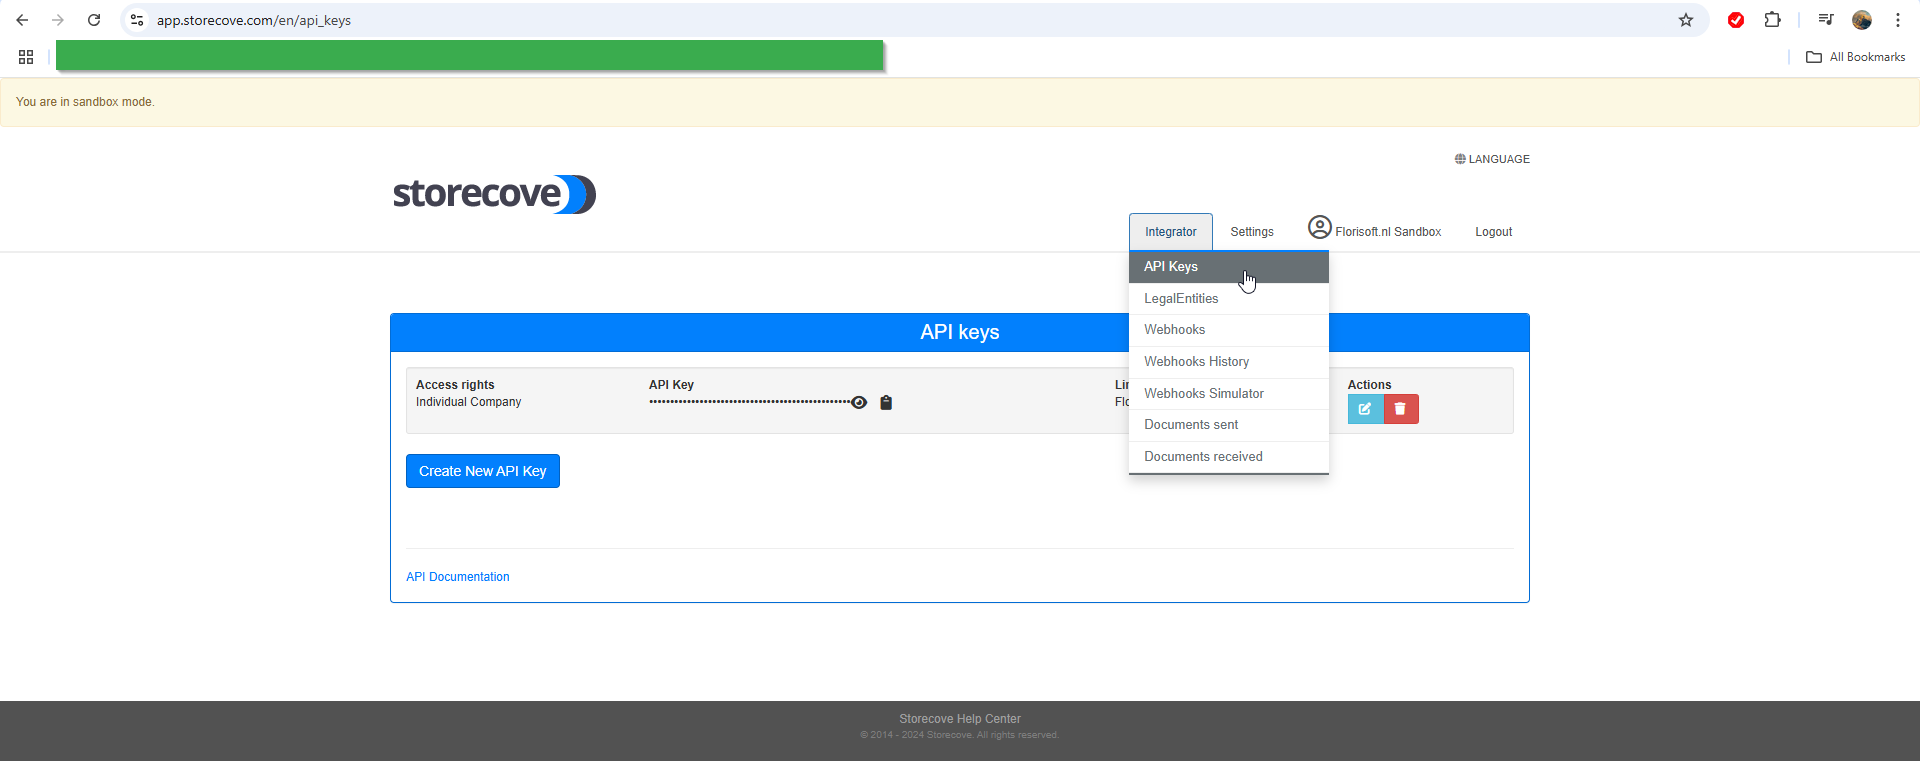 app.storecove.com/en/api_keys
All Bookmarks
You are in sandbox mode.
LANGUAGE
storecove
Integrator
Settings
Florisoft.nl Sandbox
Logout
API Keys
LegalEntities
Webhooks
Webhooks History
Webhooks Simulator
Documents sent
Documents received
API keys
Access rights
API Key
Actions
Individual Company
Create New API Key
API Documentation
Storecove Help Center
© 2014 - 2024 Storecove. All rights reserved.